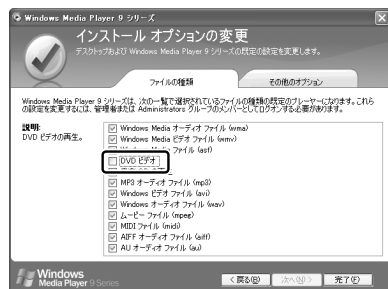 Windows Media Player 9 シリーズ
インストール オプションの変更
デスクトップおよび Windows Media Player 9 シリーズの既定の設定を変更します。
ファイルの種類
その他のオプション
Windows Media Player 9 シリーズは、次の一覧で選択されているファイルの種類の既定のプレーヤーになります。これら
の設定を変更するには、管理者または Administrators グループのメンバーとしてログオンする必要があります。
説明:
DVD ビデオの再生。
Windows Media オーディオ ファイル (wma)
Windows Media ビデオ ファイル (wmv)
Windows Media ファイル (asf)
DVD ビデオ
MP3 オーディオ ファイル (mp3)
Windows ビデオ ファイル (avi)
Windows オーディオ ファイル (wav)
ムービー ファイル (mpeg)
MIDI ファイル (midi)
AIFF オーディオ ファイル (aiff)
AU オーディオ ファイル (au)
Windows
Media Player 9 Series
< 戻る(B)
次へ(N) >
完了(F)